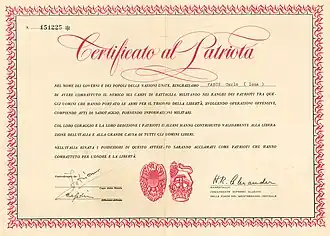 A 151225 *
Certificato al Patriota
NEL NOME DEI GOVERNI E DEI POPOLI DELLE NAZIONI UNITE, RINGRAZIAMO
DI AVERE COMBATTUTO IL NEMICO SUI CAMPI DI BATTAGLIA, MILITANDO NEI RANGHI DEI PATRIOTI TRA QUE-
GLI UOMINI CHE HANNO PORTATO LE ARMI PER IL TRIONFO DELLA LIBERTÀ, SVOLGENDO OPERAZIONI OFFENSIVE,
COMPIENDO ATTI DI SABOTAGGIO, FORNENDO INFORMAZIONI MILITARI.
COL LORO CORAGGIO E LA LORO DEDIZIONE I PATRIOTI ITALIANI HANNO CONTRIBUITO VALIDAMENTE ALLA LIBERA-
ZIONE DELL'ITALIA E ALLA GRANDE CAUSA DI TUTTI GLI UOMINI LIBERI.
NELL'ITALIA RINATA I POSSESSORI DI QUESTO ATTESTATO SARANNO ACCLAMATI COME PATRIOTI CHE HANNO
COMBATTUTO PER L'ONORE E LA LIBERTÀ.
H.R. Alexander